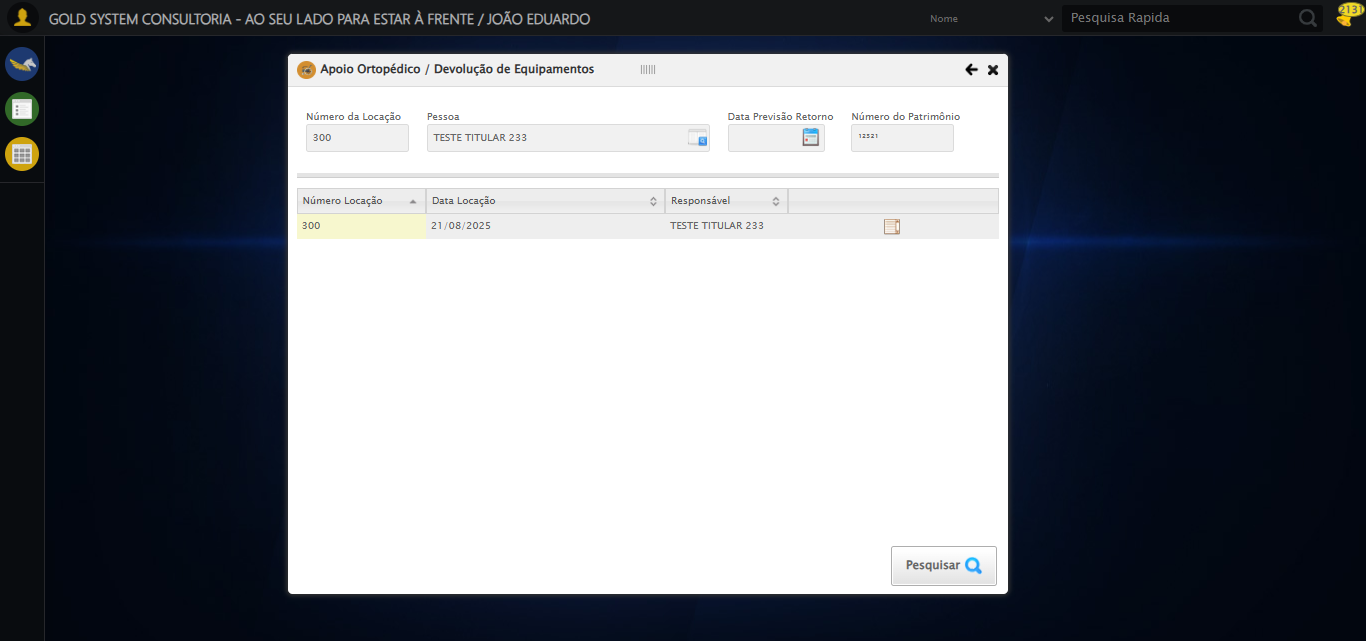 GOLD SYSTEM CONSULTORIA - AO SEU LADO PARA ESTAR À FRENTE / JOÃO EDUARDO
Nome
Pesquisa Rapida
2131
Apoio Ortopédico / Devolução de Equipamentos
Número da Locação Pessoa Data Previsão Retorno Número do Patrimônio
300 TESTE TITULAR 233 12521
Número Locação Data Locação Responsável
300 21/08/2025 TESTE TITULAR 233
Pesquisar